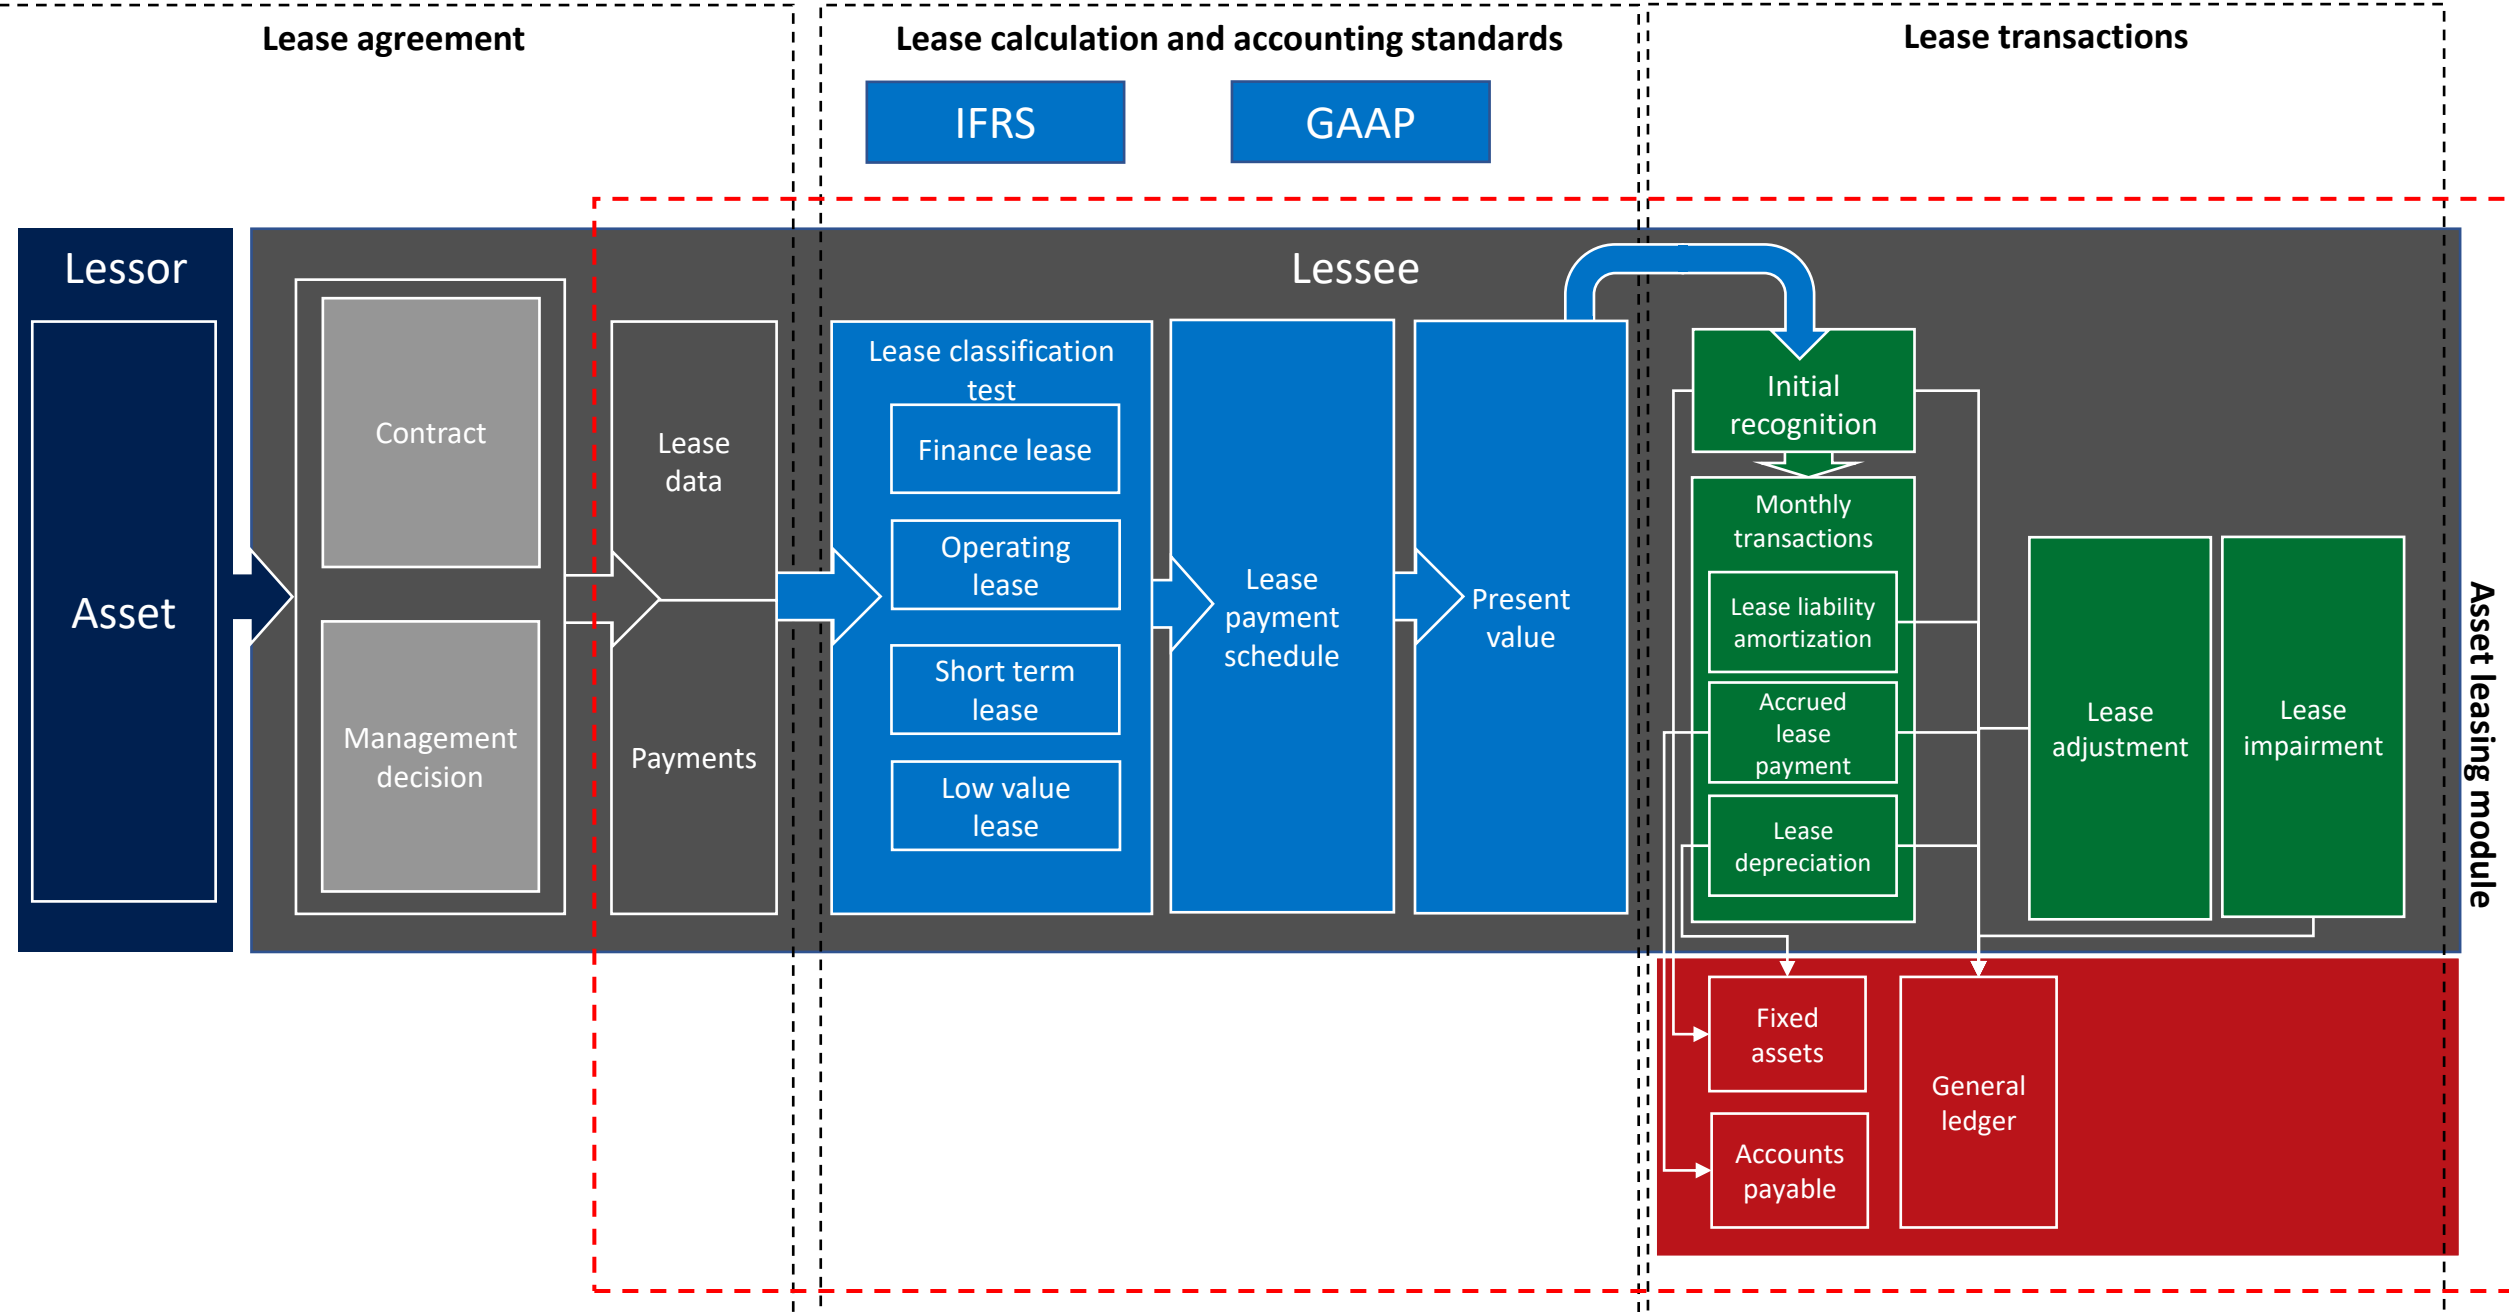 Lease agreement
Lease calculation and accounting standards
Lease transactions
IFRS
GAAP
Lessor
Asset
Lessee
Contract
Management
decision
Lease
data
Payments
Lease classification
test
Finance lease
Operating
lease
Short term
lease
Low value
lease
Lease
payment
schedule
Present
value
Initial
recognition
Monthly
transactions
Lease liability
amortization
Accrued
lease
payment
Lease
depreciation
Lease
adjustment
Lease
impairment
Asset leasing module
Fixed
assets
Accounts
payable
General
ledger